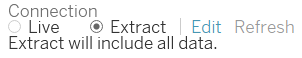 Connection
Live Extract Edit Refresh
Extract will include all data.